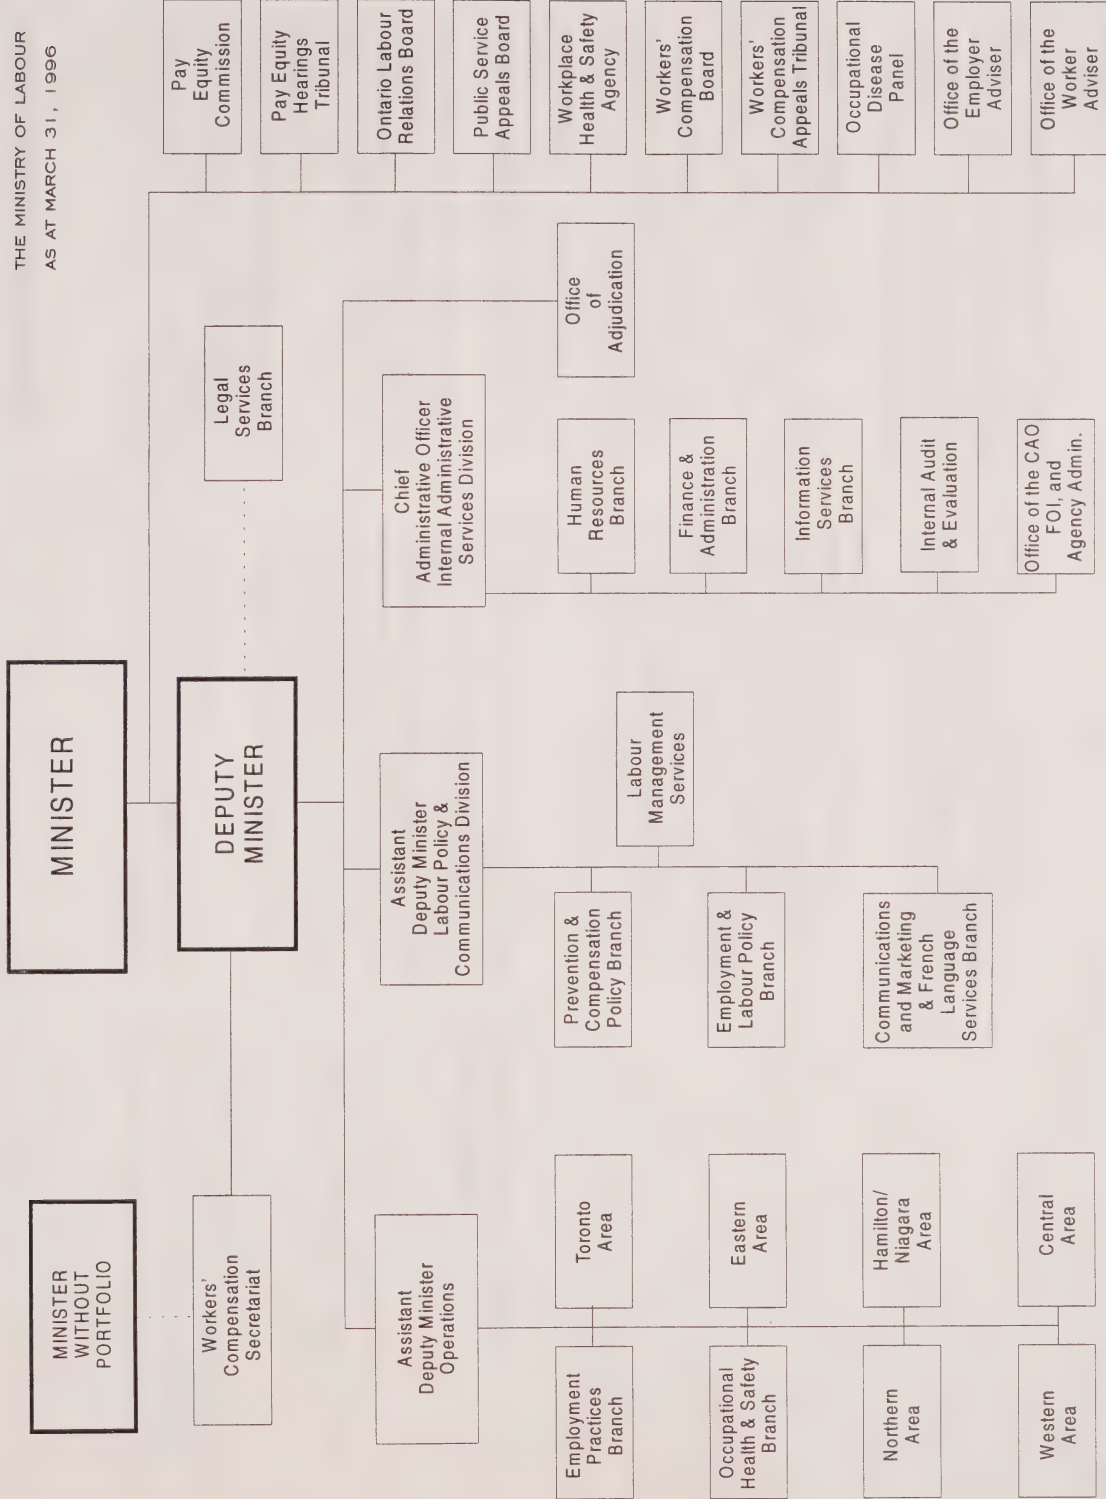 THE MINISTRY OF LABOUR
AS AT MARCH 31, 1996
MINISTER
MINISTER
WITHOUT
PORTFOLIO
DEPUTY
MINISTER
Workers'
Compensation
Secretariat
Legal
Services
Branch
Pay
Equity
Commission
Pay Equity
Hearings
Tribunal
Ontario Labour
Relations Board
Public Service
Appeals Board
Workplace
Health & Safety
Agency
Workers'
Compensation
Board
Workers'
Compensation
Appeals Tribunal
Occupational
Disease
Panel
Office of the
Employer
Adviser
Office of the
Worker
Adviser
Assistant
Deputy Minister
Operations
Assistant
Deputy Minister
Labour Policy &
Communications Division
Chief
Administrative Officer
Internal Administrative
Services Division
Office
of
Adjudication
Employment
Practices
Branch
Toronto
Area
Occupational
Health & Safety
Branch
Eastern
Area
Northern
Area
Hamilton/
Niagara
Area
Western
Area
Central
Area
Labour
Management
Services
Prevention &
Compensation
Policy Branch
Employment &
Labour Policy
Branch
Communications
and Marketing
& French
Language
Services Branch
Human
Resources
Branch
Finance &
Administration
Branch
Information
Services
Branch
Internal Audit
& Evaluation
Office of the CAO
FOI, and
Agency Admin.